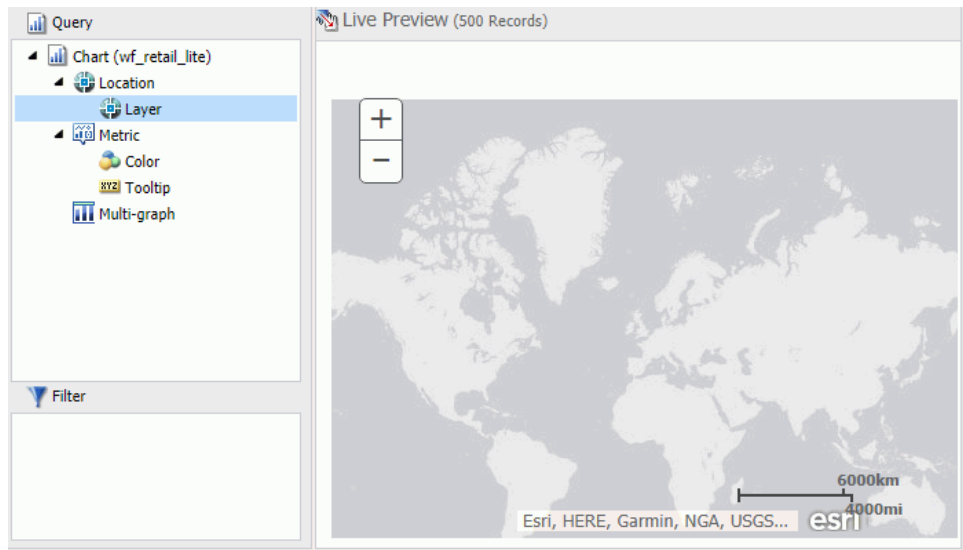 Query
Chart (wf_retail_lite)
Location
Layer
Metric
Color
XYZ Tooltip
Multi-graph
Filter
Live Preview (500 Records)
+
−
6000km
4000mi
Esri, HERE, Garmin, NGA, USGS...
esri